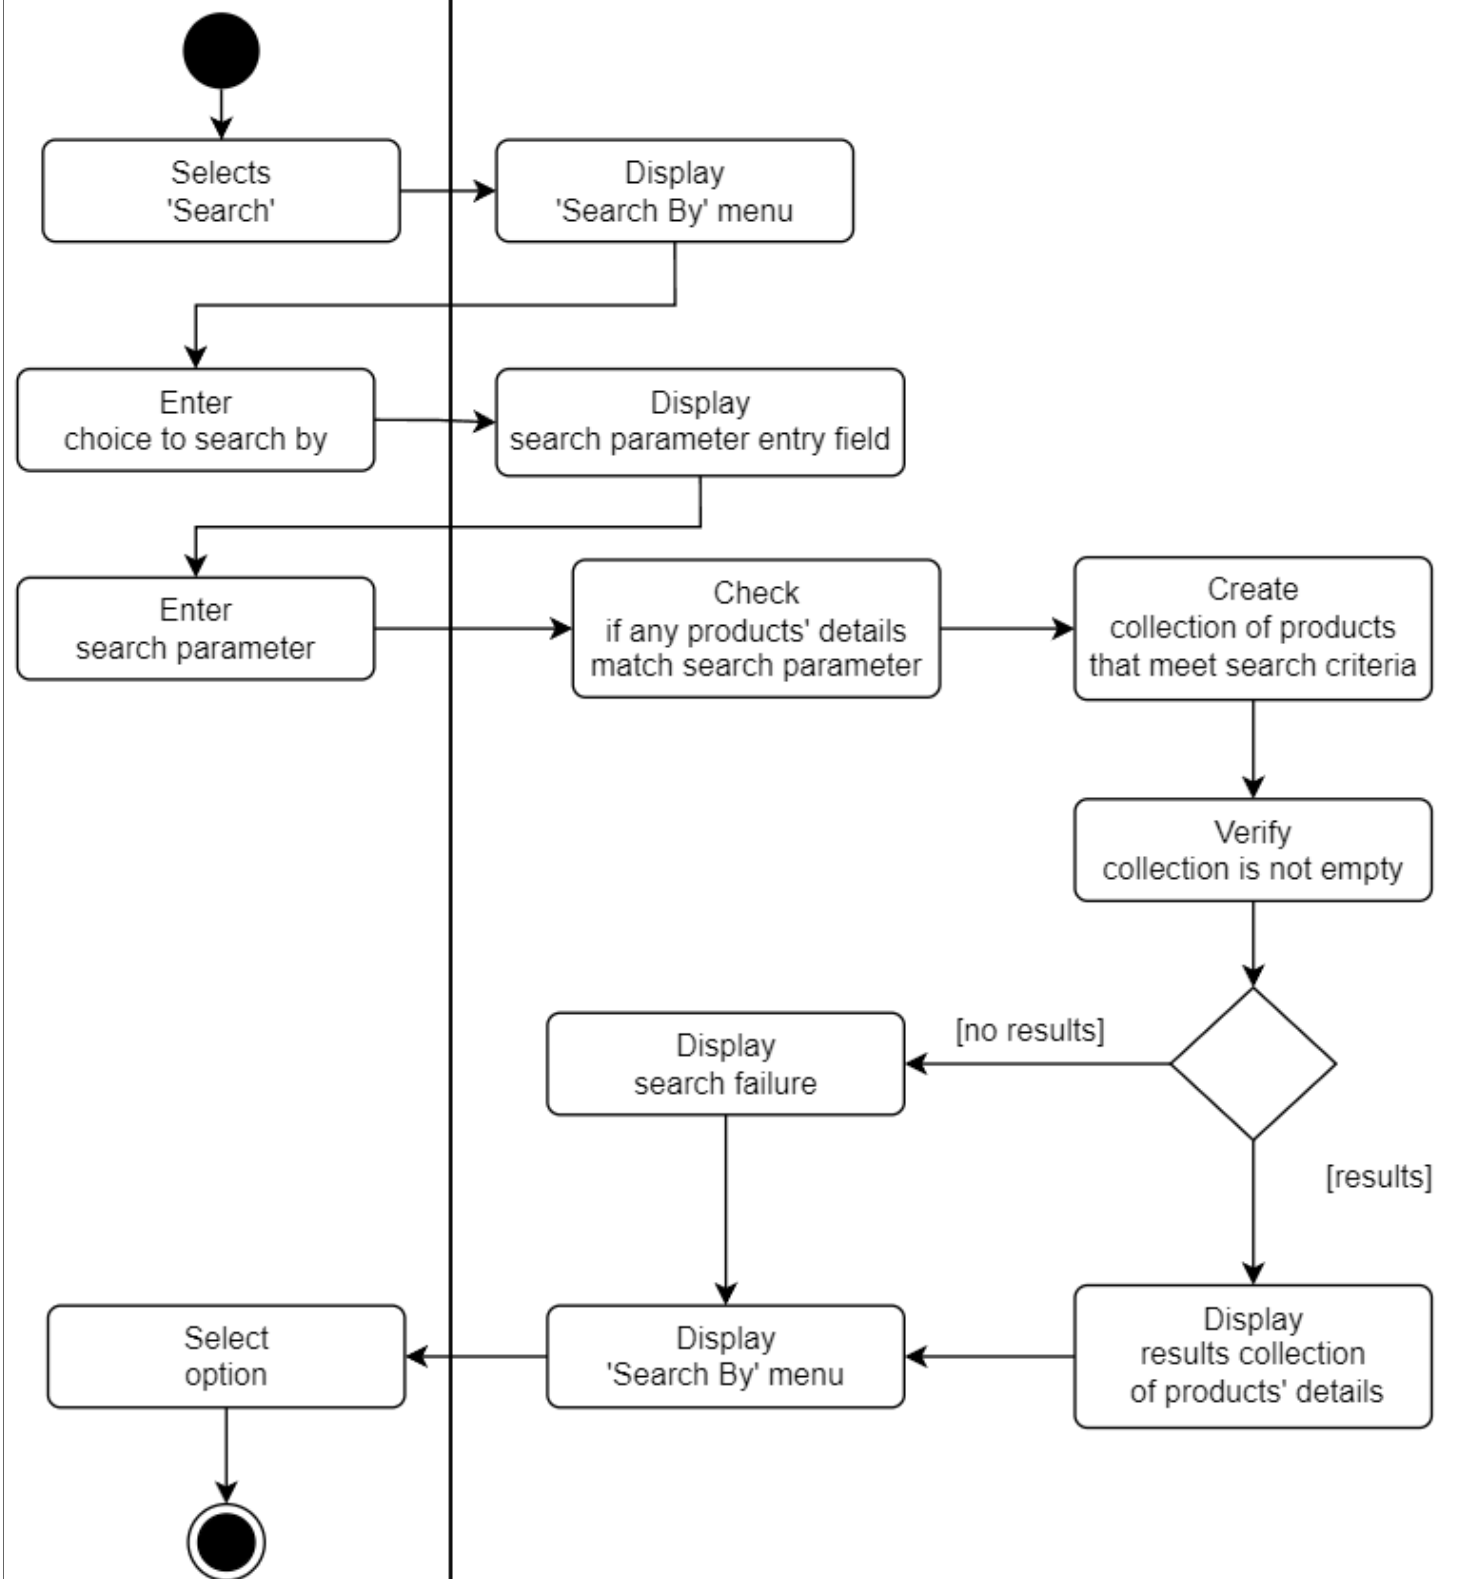 Selects
'Search'
Display
'Search By' menu
Enter
choice to search by
Display
search parameter entry field
Enter
search parameter
Check
if any products' details
match search parameter
Create
collection of products
that meet search criteria
Verify
collection is not empty
[no results]
Display
search failure
[results]
Select
option
Display
'Search By' menu
Display
results collection
of products' details